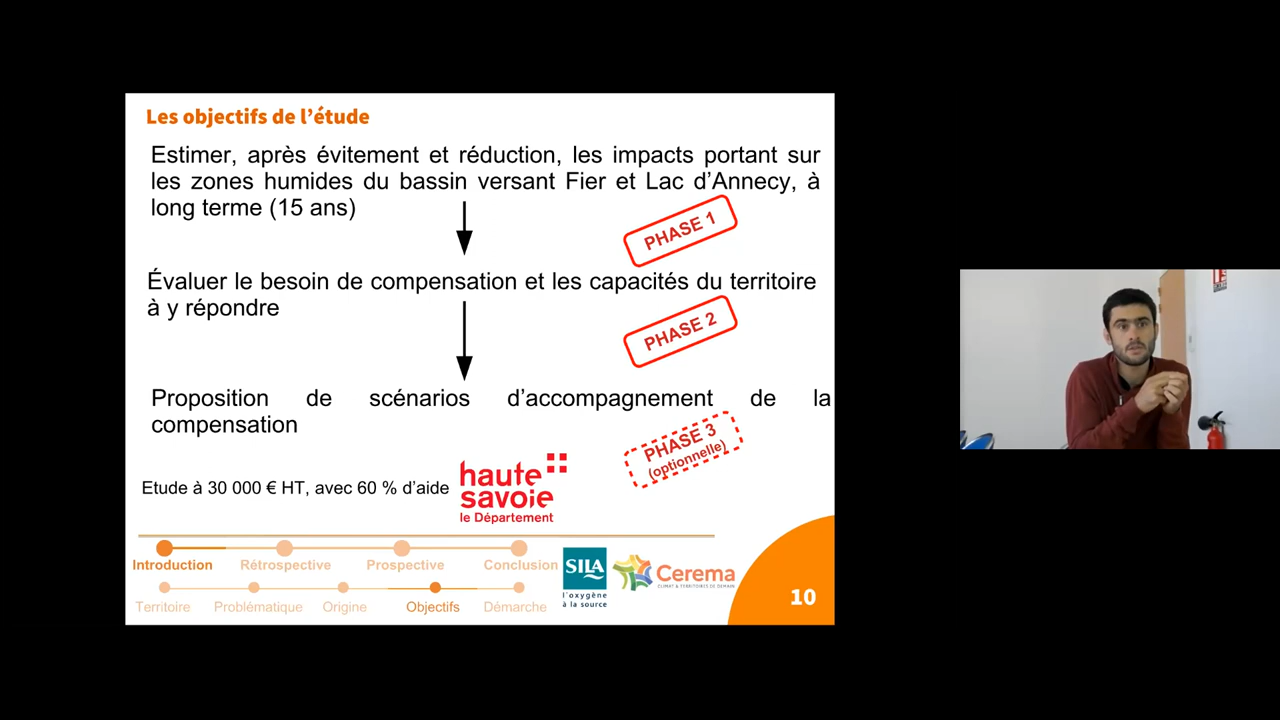 Les objectifs de l'étude
Estimer, après évitement et réduction, les impacts portant sur
les zones humides du bassin versant Fier et Lac d'Annecy, à
long terme (15 ans)
PHASE 1
Évaluer le besoin de compensation et les capacités du territoire
à y répondre
PHASE 2
Proposition de scénarios d'accompagnement de la
compensation
PHASE 3
(optionnelle)
Etude à 30 000 € HT, avec 60 % d'aide
haute
savoie
le Département
Introduction Rétrospective Prospective Conclusion
Territoire Problématique Origine Objectifs Démarche
SILA
l'oxygène
à la source
Cerema
CLIMAT & TERRITOIRES DE DEMAIN
10